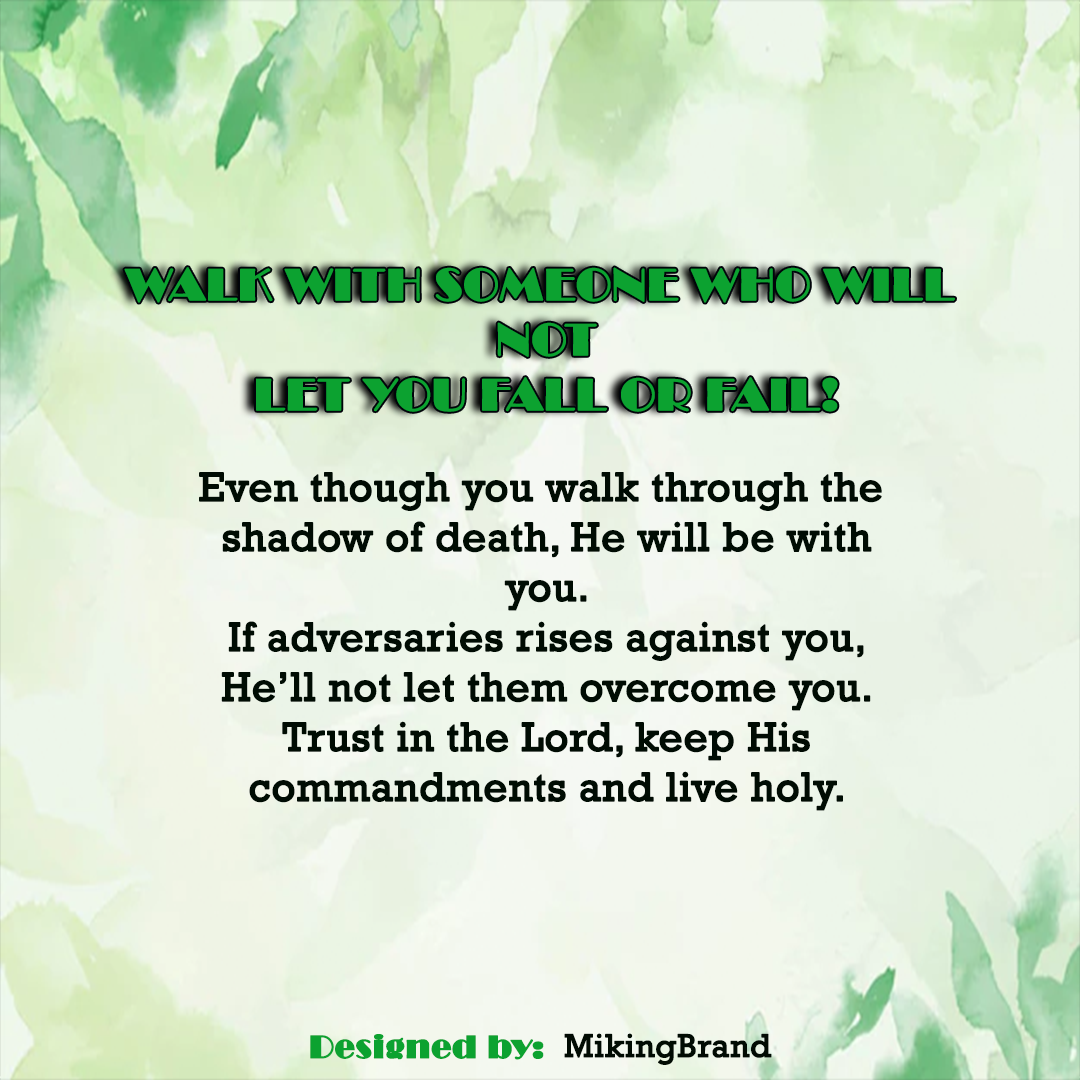 WALK WITH SOMEONE WHO WILL
NOT
LET YOU FALL OR FAIL!
Even though you walk through the
shadow of death, He will be with
you.
If adversaries rises against you,
He’ll not let them overcome you.
Trust in the Lord, keep His
commandments and live holy.
Designed by: MikingBrand